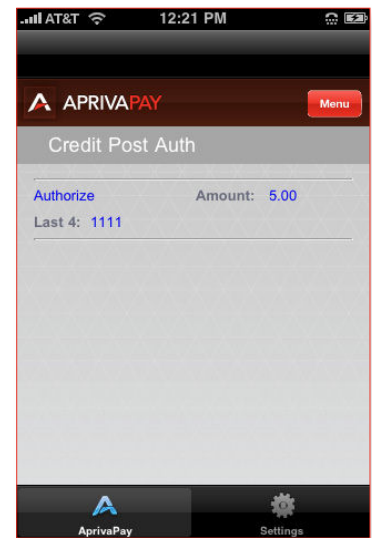 AT&T 12:21 PM
APRIVAPAY Menu
Credit Post Auth
Authorize Amount: 5.00
Last 4: 1111
AprivaPay Settings